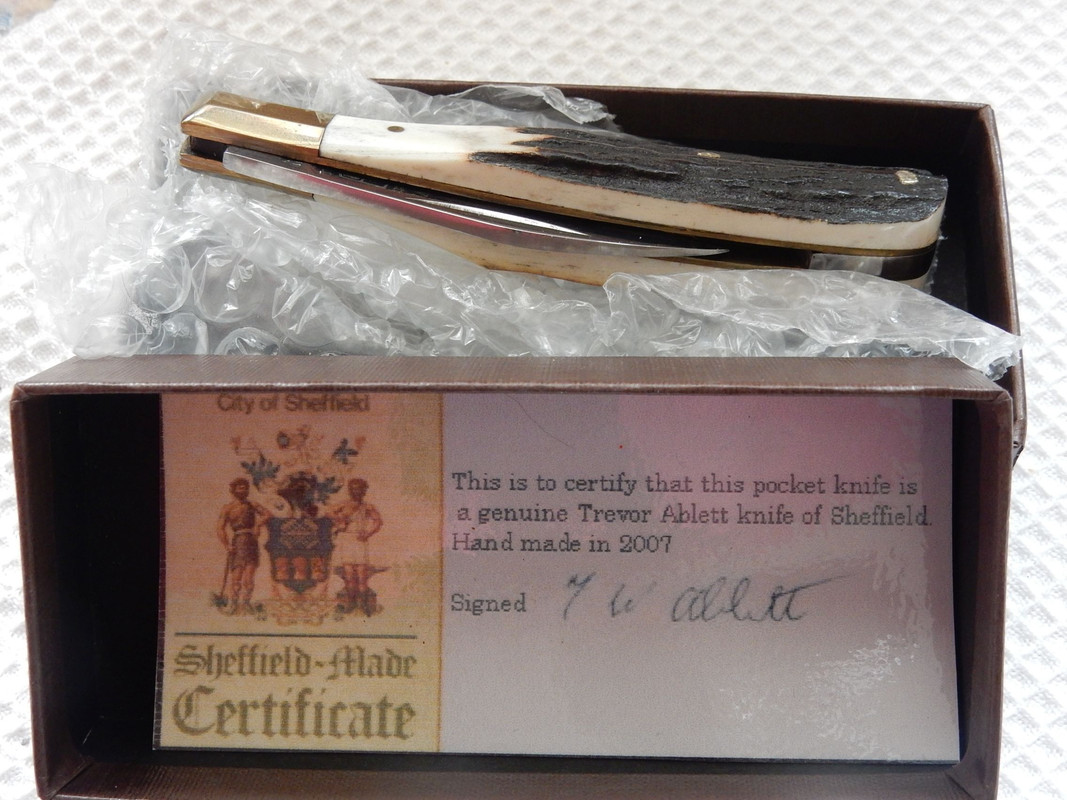 City of Sheffield
Sheffield-Made
Certificate
This is to certify that this pocket knife is
a genuine Trevor Ablett knife of Sheffield.
Hand made in 2007
Signed T W Ablett